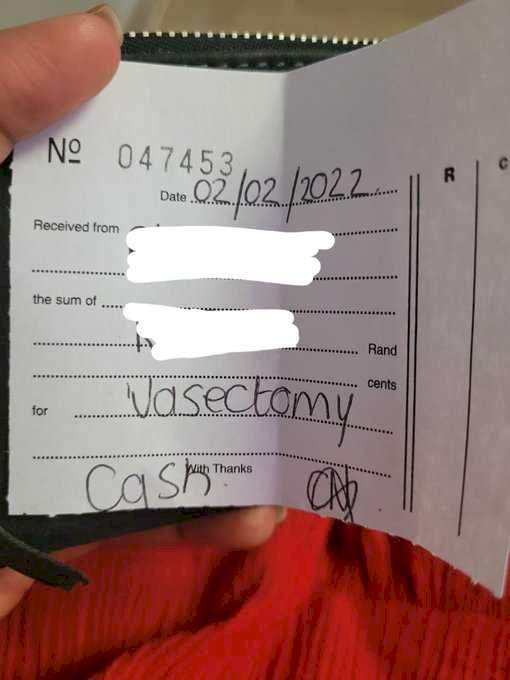 Nº 047453
R
C
Date 02/02/2022
Received from
the sum of
Rand
cents
for Vasectomy
With Thanks
Cash